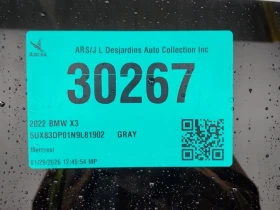 ARS/J L Desjardins Auto Collection Inc
30267
2022 BMW X3
5UX83DP01N9L81902 GRAY
Montreal
01/29/2026 12:45:54 MP